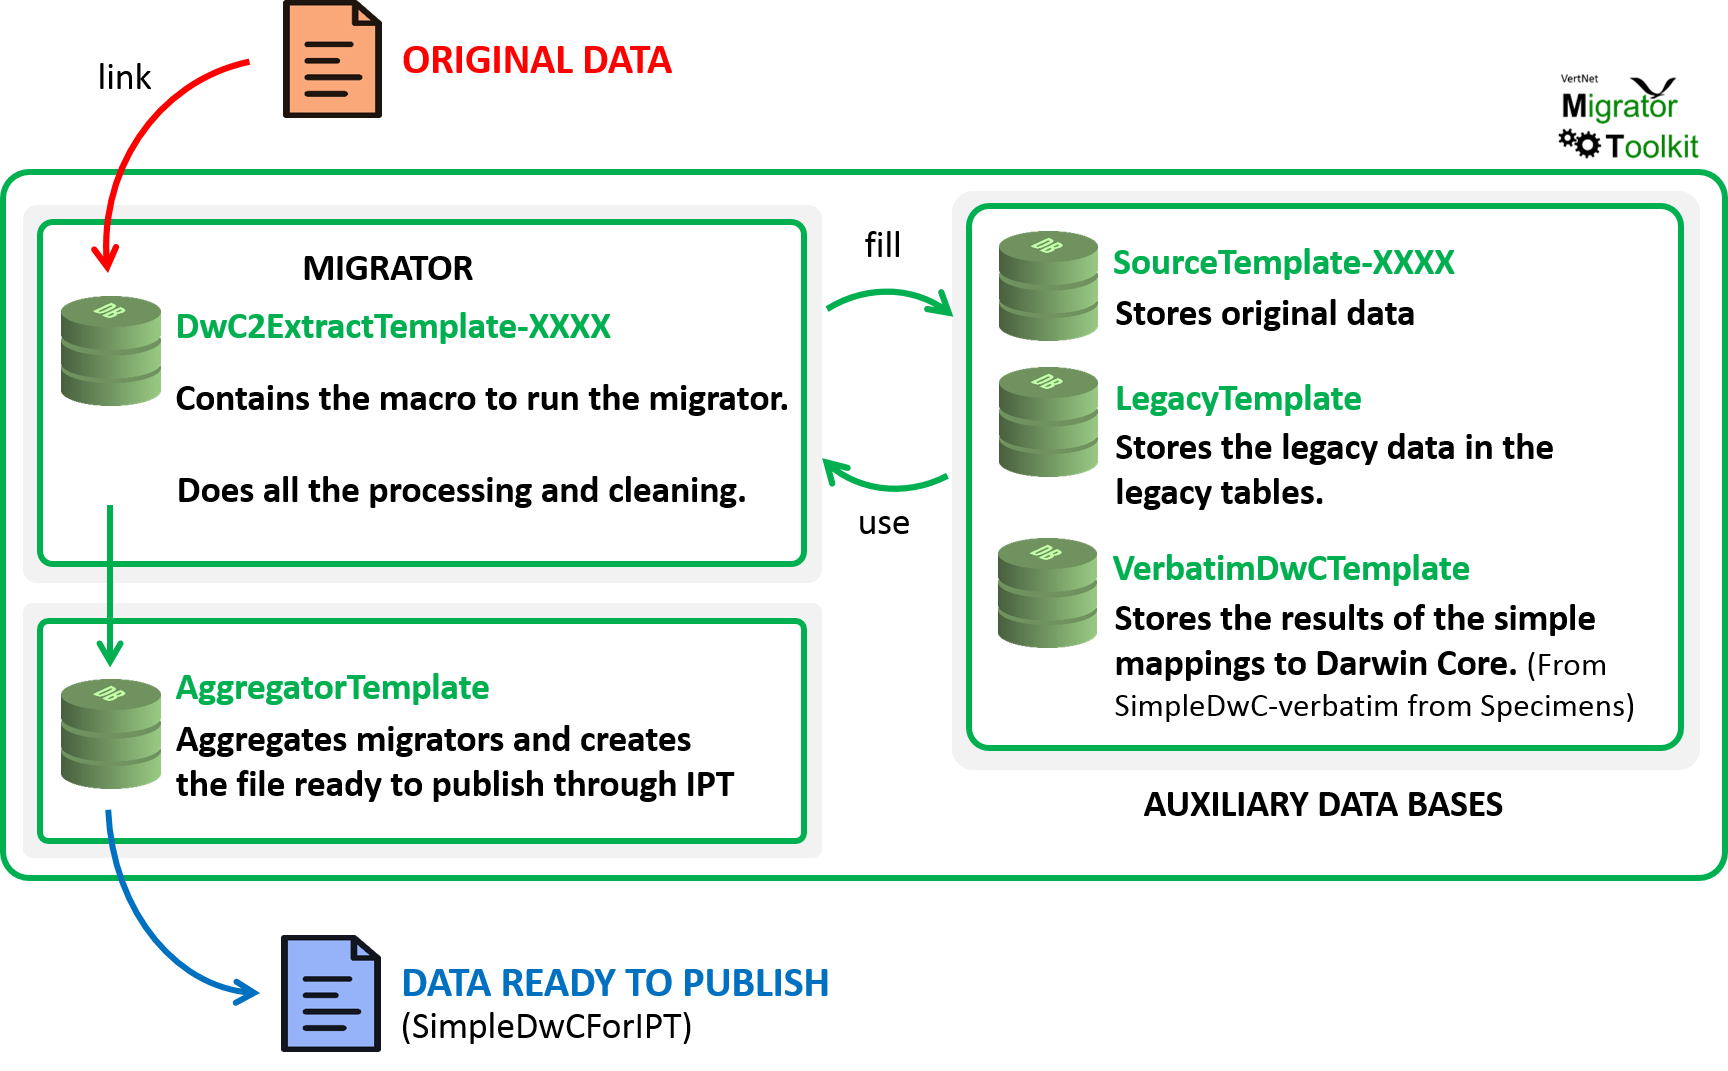 link
ORIGINAL DATA
VertNet
Migrator
Toolkit
MIGRATOR
DB
DwC2ExtractTemplate-XXXX
Contains the macro to run the migrator.
Does all the processing and cleaning.
fill
use
DB
SourceTemplate-XXXX
Stores original data
DB
LegacyTemplate
Stores the legacy data in the
legacy tables.
DB
VerbatimDwCTemplate
Stores the results of the simple
mappings to Darwin Core. (From
SimpleDwC-verbatim from Specimens)
AUXILIARY DATA BASES
DB
AggregatorTemplate
Aggregates migrators and creates
the file ready to publish through IPT
DATA READY TO PUBLISH
(SimpleDwCForIPT)